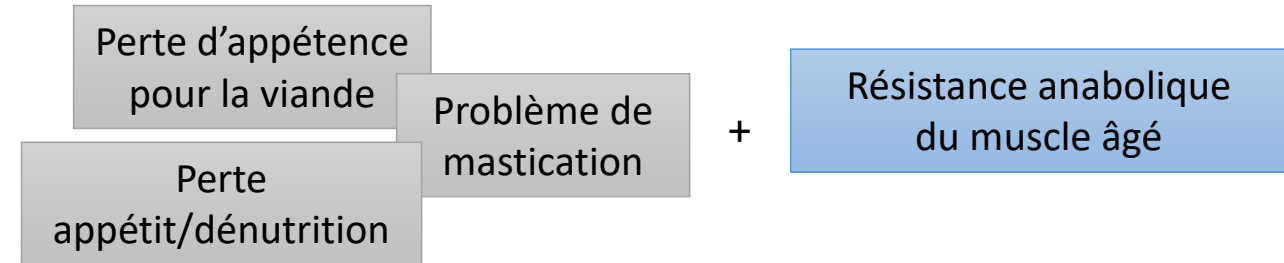 Perte d’appétence
pour la viande
Problème de
mastication
Perte
appétit/dénutrition
+
Résistance anabolique
du muscle âgé